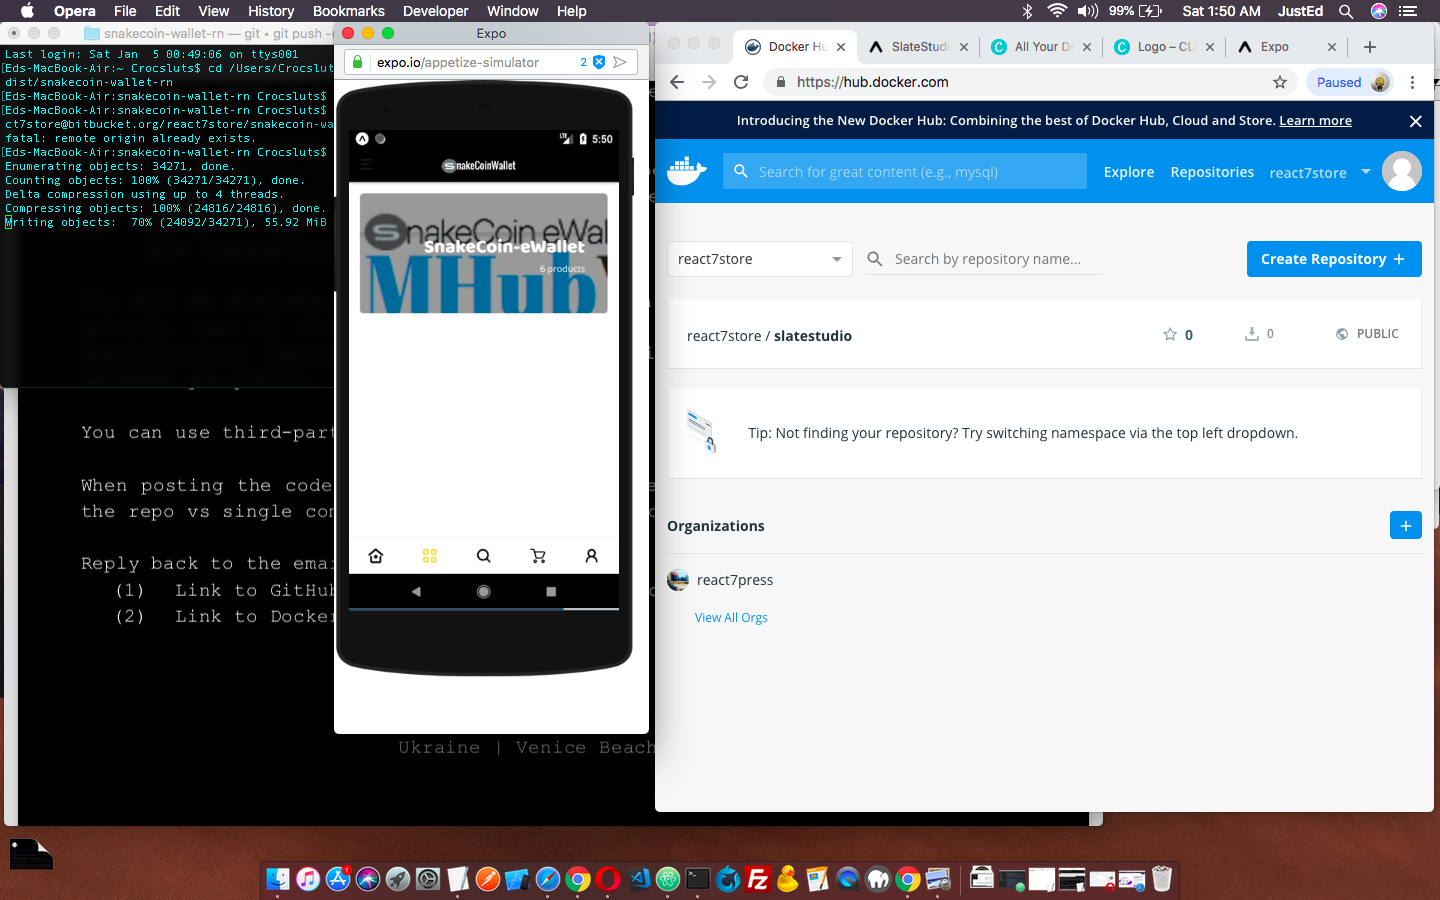 Opera File Edit View History Bookmarks Developer Window Help
99% Sat 1:50 AM JustEd
snakecoin-wallet-rn — git ◂ git push
Last login: Sat Jan  5 00:49:06 on ttys001
[Eds-MacBook-Air:~ Crocsluts$ cd /Users/Crocslut
dist/snakecoin-wallet-rn
[Eds-MacBook-Air:snakecoin-wallet-rn Crocsluts$
[Eds-MacBook-Air:snakecoin-wallet-rn Crocsluts$
ct7store@bitbucket.org/react7store/snakecoin-wa
fatal: remote origin already exists.
[Eds-MacBook-Air:snakecoin-wallet-rn Crocsluts$
Enumerating objects: 34271, done.
Counting objects: 100% (34271/34271), done.
Delta compression using up to 4 threads.
Compressing objects: 100% (24816/24816), done.
Writing objects:  70% (24092/34271), 55.92 MiB
You can use third-part
When posting the code
the repo vs single con
Reply back to the emai
(1) Link to GitHub
(2) Link to Docker
Ukraine | Venice Beach
Expo
expo.io/appetize-simulator 2
LTE 5:50
SnakeCoinWallet
SnakeCoin eWall
SnakeCoin-eWallet
6 products
MHub
Docker Hu
SlateStudi
All Your De
Logo – CLO
Expo
https://hub.docker.com
Paused
Introducing the New Docker Hub: Combining the best of Docker Hub, Cloud and Store. Learn more
Search for great content (e.g., mysql)
Explore Repositories react7store
react7store
Search by repository name...
Create Repository +
react7store / slatestudio
0
0
PUBLIC
Tip: Not finding your repository? Try switching namespace via the top left dropdown.
Organizations
+
react7press
View All Orgs